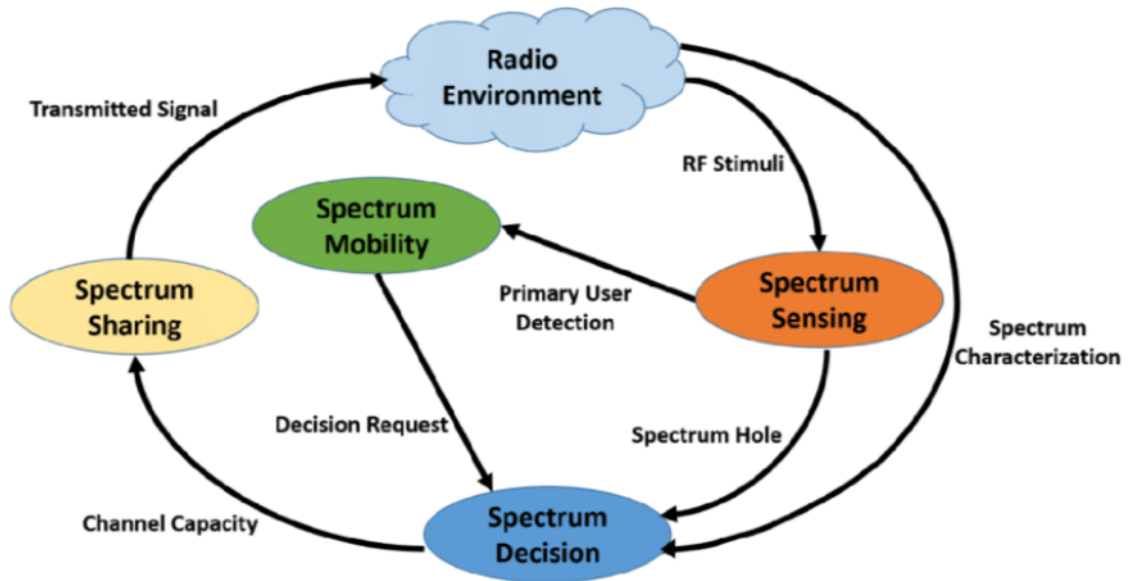 Radio
Environment
Transmitted Signal
RF Stimuli
Spectrum
Mobility
Spectrum
Sharing
Primary User
Detection
Spectrum
Sensing
Spectrum
Characterization
Decision Request
Spectrum Hole
Channel Capacity
Spectrum
Decision